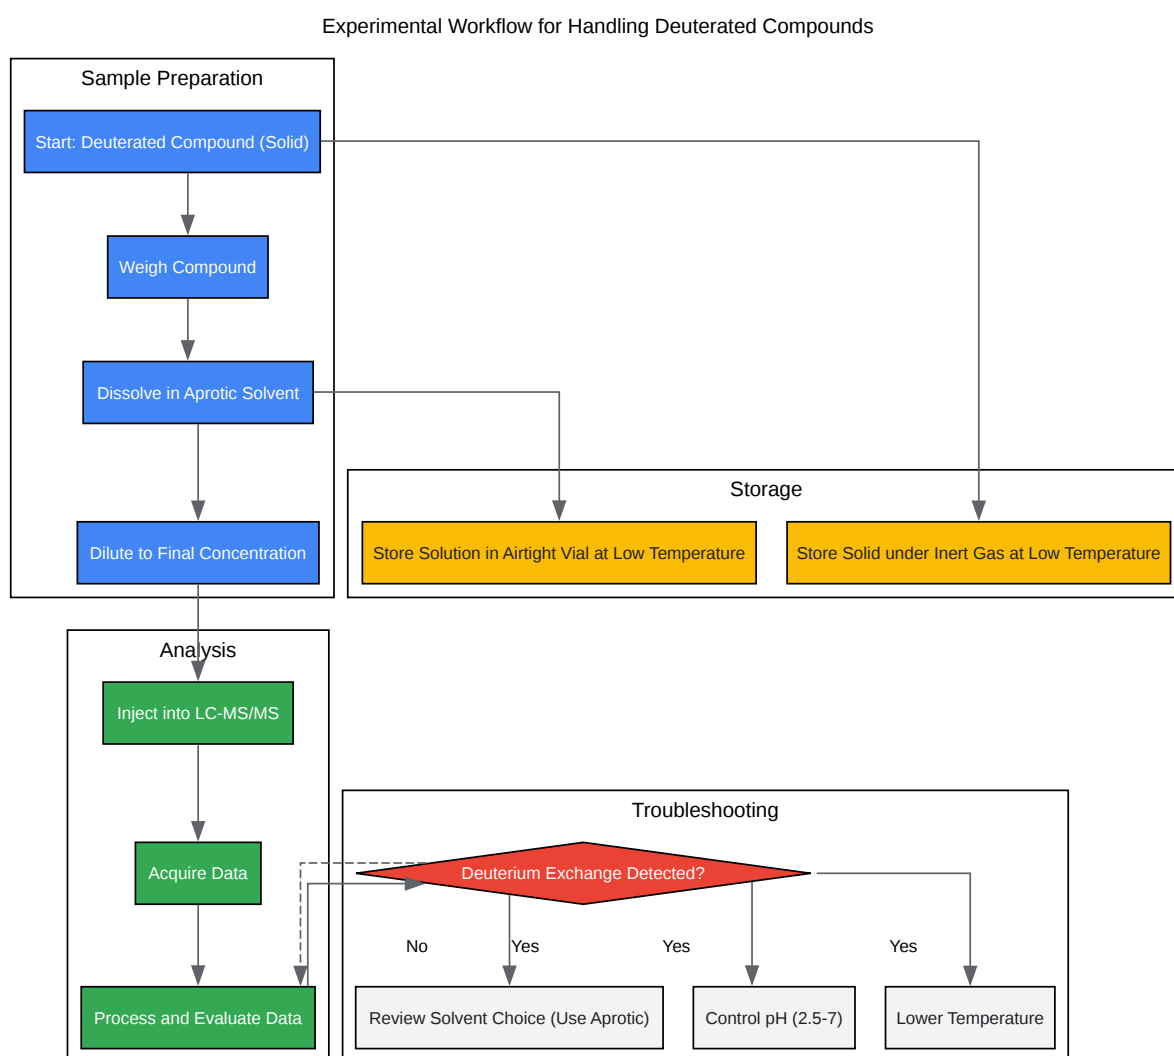 Experimental Workflow for Handling Deuterated Compounds
Sample Preparation
Start: Deuterated Compound (Solid)
Weigh Compound
Dissolve in Aprotic Solvent
Dilute to Final Concentration
Storage
Store Solution in Airtight Vial at Low Temperature
Store Solid under Inert Gas at Low Temperature
Analysis
Inject into LC-MS/MS
Acquire Data
Process and Evaluate Data
Troubleshooting
Deuterium Exchange Detected?
No
Yes
Yes
Yes
Review Solvent Choice (Use Aprotic)
Control pH (2.5-7)
Lower Temperature